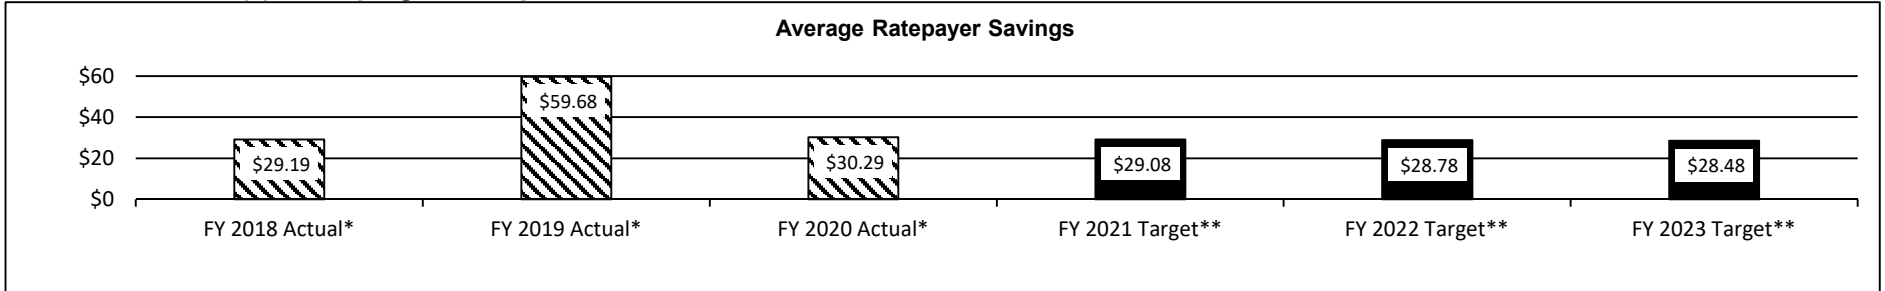 Average Ratepayer Savings
$60
$40
$20
$0
$29.19
$59.68
$30.29
$29.08
$28.78
$28.48
FY 2018 Actual*
FY 2019 Actual*
FY 2020 Actual*
FY 2021 Target**
FY 2022 Target**
FY 2023 Target**